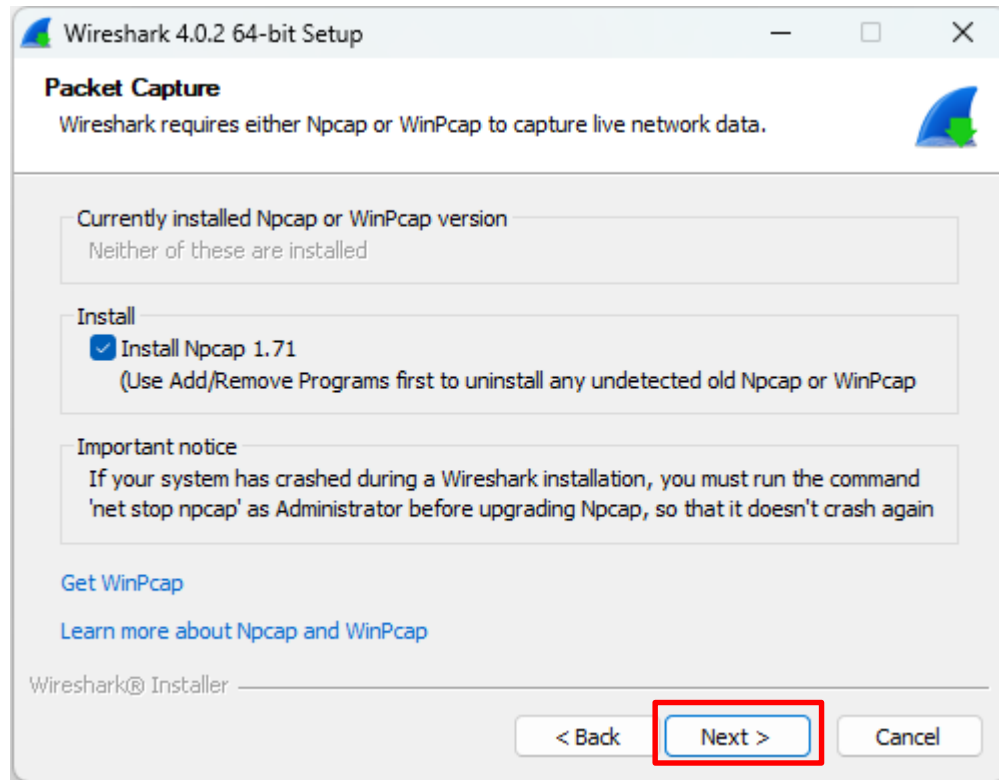 Wireshark 4.0.2 64-bit Setup
Packet Capture
Wireshark requires either Npcap or WinPcap to capture live network data.
Currently installed Npcap or WinPcap version
Neither of these are installed
Install
Install Npcap 1.71
(Use Add/Remove Programs first to uninstall any undetected old Npcap or WinPcap
Important notice
If your system has crashed during a Wireshark installation, you must run the command
'net stop npcap' as Administrator before upgrading Npcap, so that it doesn't crash again
Get WinPcap
Learn more about Npcap and WinPcap
Wireshark® Installer
< Back
Next >
Cancel